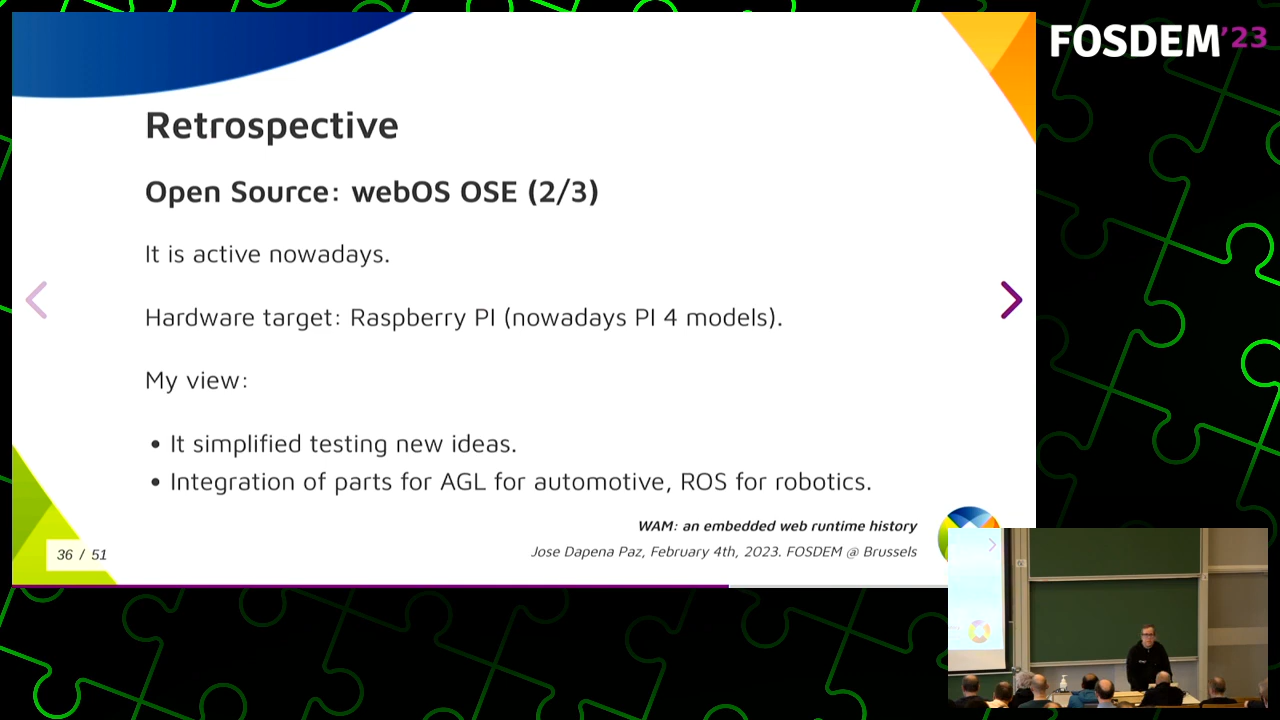 FOSDEM'23
Retrospective
Open Source: webOS OSE (2/3)
It is active nowadays.
Hardware target: Raspberry PI (nowadays PI 4 models).
My view:
• It simplified testing new ideas.
• Integration of parts for AGL for automotive, ROS for robotics.
WAM: an embedded web runtime history
Jose Dapena Paz, February 4th, 2023. FOSDEM @ Brussels
36 / 51